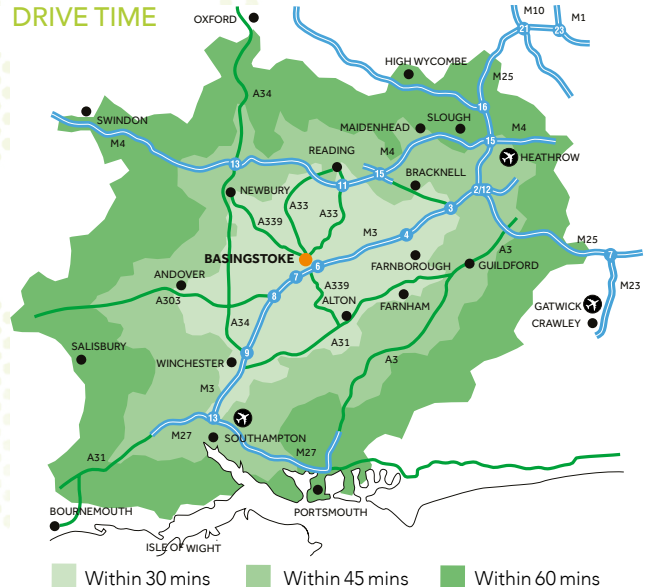 DRIVE TIME
OXFORD
M10
M1
21
23
HIGH WYCOMBE
M25
A34
16
SWINDON
SLOUGH
MAIDENHEAD
M4
READING
M4
15
M4
13
HEATHROW
15
BRACKNELL
11
NEWBURY
2/12
A33
A33
3
A339
M3
4
M25
7
A3
BASINGSTOKE
6
FARNBOROUGH
GUILDFORD
7
ANDOVER
A339
M23
8
A303
ALTON
FARNHAM
GATWICK
A34
CRAWLEY
A31
SALISBURY
9
WINCHESTER
A3
M3
13
M27
SOUTHAMPTON
A31
M27
BOURNEMOUTH
PORTSMOUTH
ISLE OF WIGHT
Within 30 mins
Within 45 mins
Within 60 mins